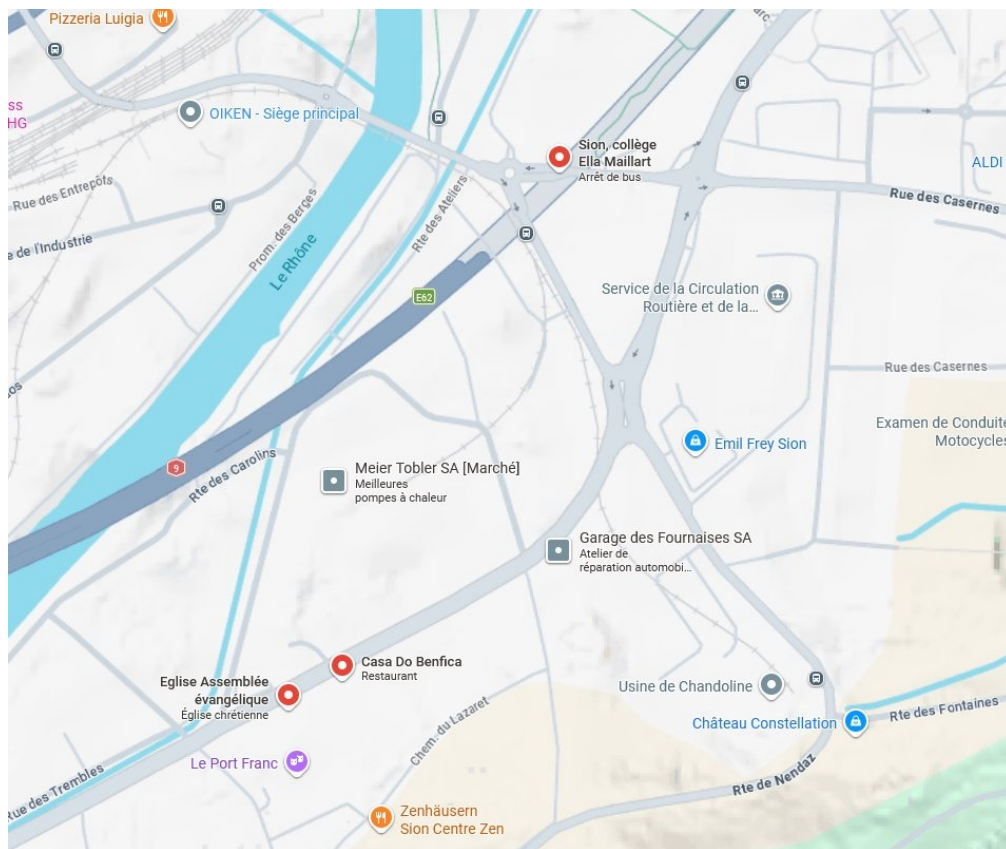 Pizzeria Luigia
ss
HG
OIKEN - Siège principal
Sion, collège
Ella Maillart
Arrêt de bus
ALDI
Rue des Entrepôts
Rue des Casernes
e de l'Industrie
Prom. des Berges
Le Rhône
Rte des Ateliers
E62
Service de la Circulation
Routière et de la...
Rue des Casernes
Examen de Conduite
Motocycles
Emil Frey Sion
9
Rte des Carolins
Meier Tobler SA [Marché]
Meilleures
pompes à chaleur
Garage des Fournaises SA
Atelier de
réparation automobi...
Casa Do Benfica
Restaurant
Eglise Assemblée
évangélique
Église chrétienne
Usine de Chandoline
Château Constellation
Rte des Fontaines
Chem. du Lazaret
Le Port Franc
Rue des Trembles
Rte de Nendaz
Zenhäusern
Sion Centre Zen